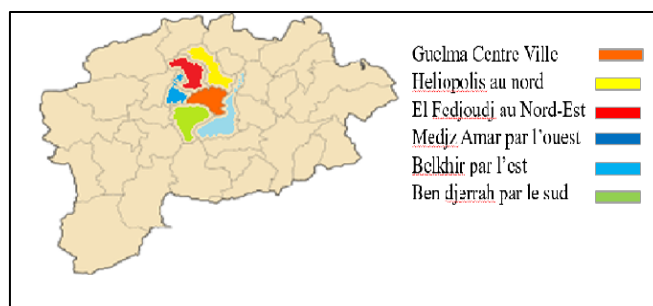 Guelma Centre Ville
Heliopolis au nord
El Fedjoudj au Nord-Est
Medjz Amar par l'ouest
Belkhir par l'est
Ben djerrah par le sud